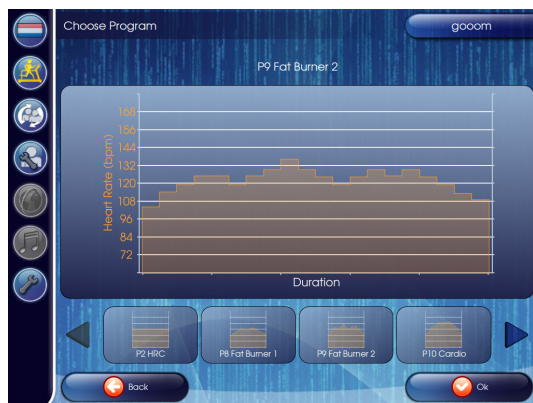 Choose Program
gooom
P9 Fat Burner 2
Heart Rate (bpm)
168
156
144
132
120
108
96
84
72
Duration
P2 HRC
P8 Fat Burner 1
P9 Fat Burner 2
P10 Cardio
Back
Ok